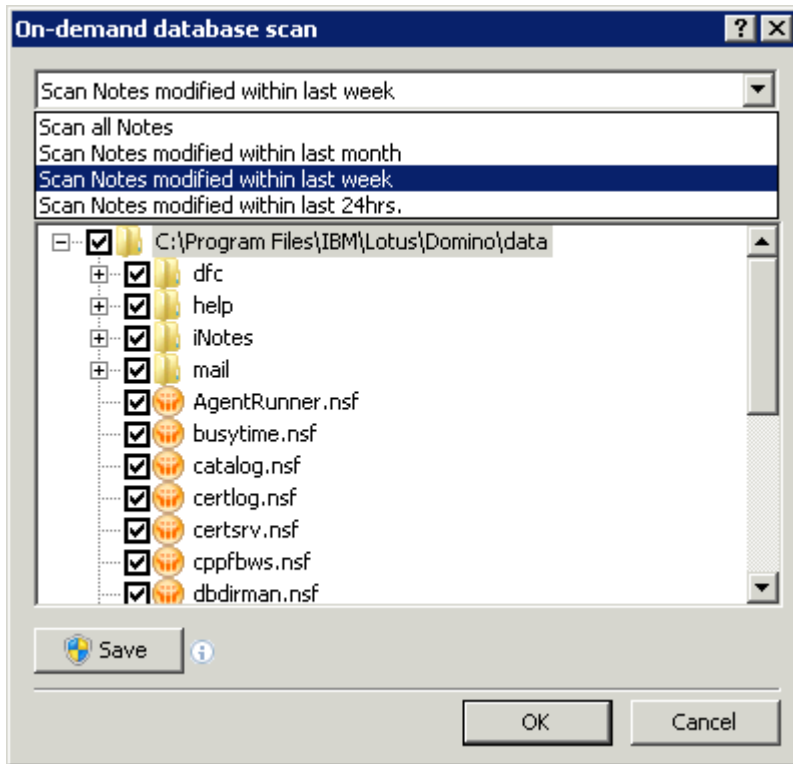 On-demand database scan
Scan Notes modified within last week
Scan all Notes
Scan Notes modified within last month
Scan Notes modified within last week
Scan Notes modified within last 24hrs.
C:\Program Files\IBM\Lotus\Domino\data
dfc
help
iNotes
mail
AgentRunner.nsf
busytime.nsf
catalog.nsf
certlog.nsf
certsrv.nsf
cppfbws.nsf
dbdirman.nsf
Save
OK Cancel